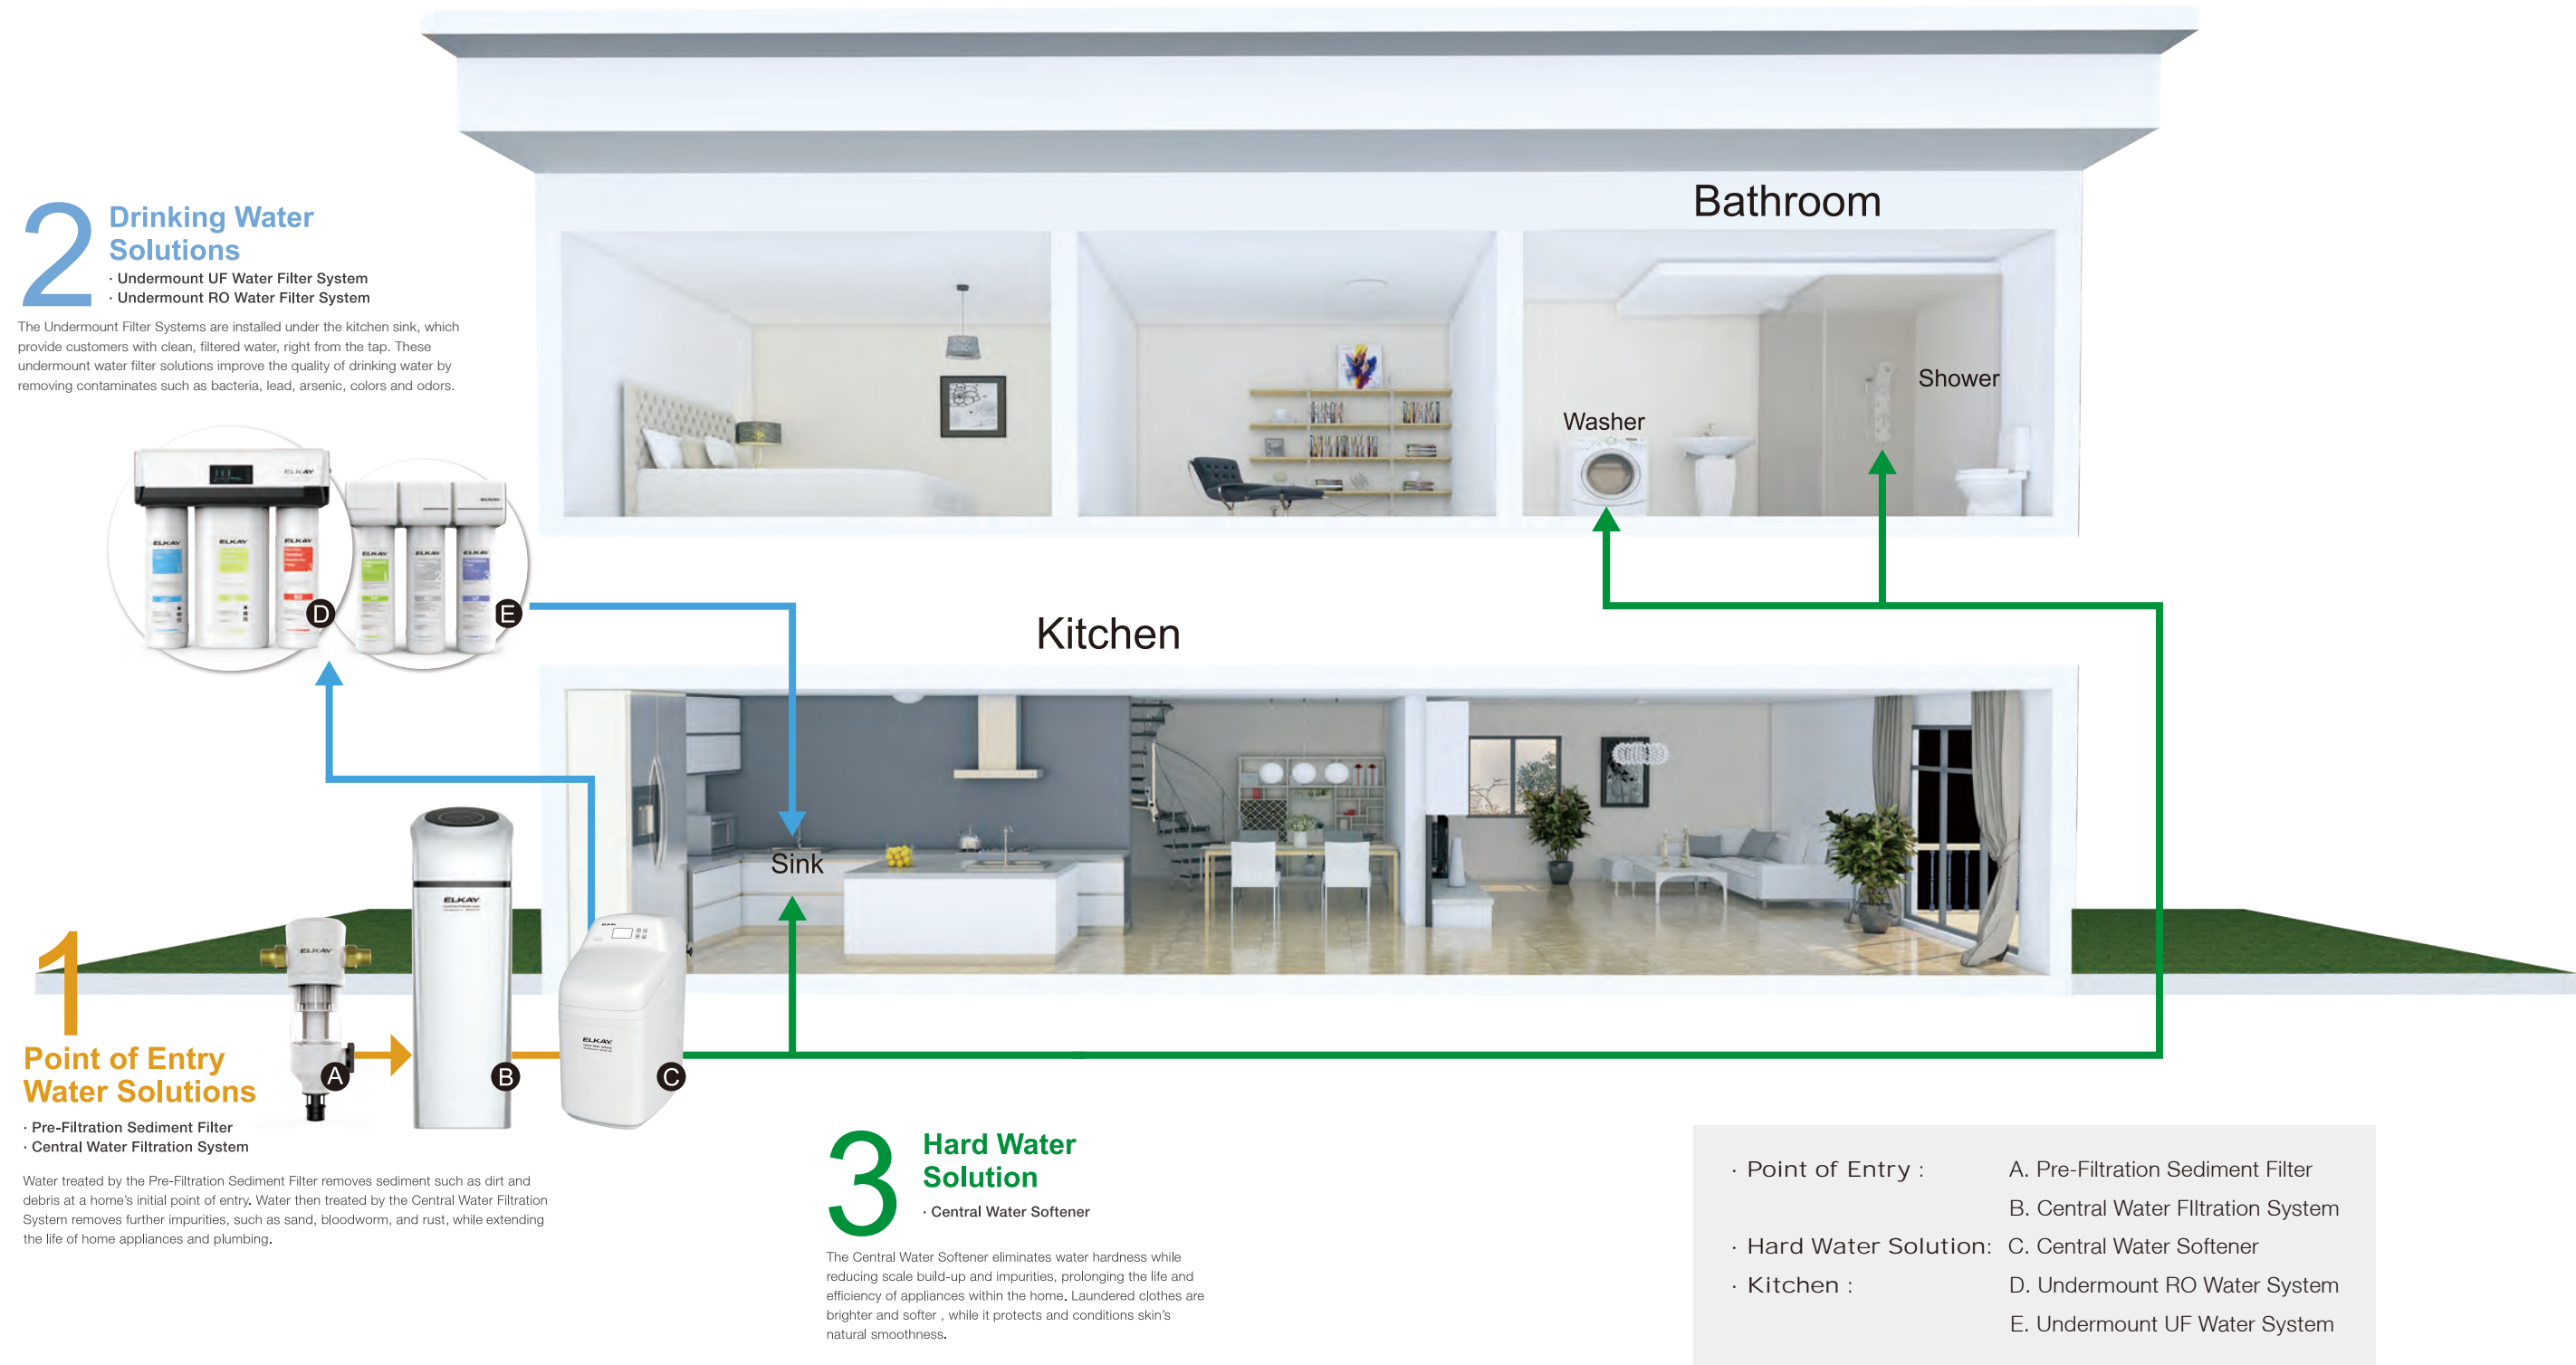 Bathroom
2
Drinking Water
Solutions
· Undermount UF Water Filter System
· Undermount RO Water Filter System
The Undermount Filter Systems are installed under the kitchen sink, which
provide customers with clean, filtered water, right from the tap. These
undermount water filter solutions improve the quality of drinking water by
removing contaminates such as bacteria, lead, arsenic, colors and odors.
Shower
Washer
ELKAY
ELKAY
ELKAY
ELKAY
ELKAY
ELKAY
ELKAY
ELKAY
D
E
Kitchen
Sink
ELKAY
ELKAY
ELKAY
ELKAY
A
B
C
1
Point of Entry
Water Solutions
· Pre-Filtration Sediment Filter
· Central Water Filtration System
Water treated by the Pre-Filtration Sediment Filter removes sediment such as dirt and
debris at a home's initial point of entry. Water then treated by the Central Water Filtration
System removes further impurities, such as sand, bloodworm, and rust, while extending
the life of home appliances and plumbing.
3
Hard Water
Solution
· Central Water Softener
The Central Water Softener eliminates water hardness while
reducing scale build-up and impurities, prolonging the life and
efficiency of appliances within the home. Laundered clothes are
brighter and softer , while it protects and conditions skin's
natural smoothness.
· Point of Entry : A. Pre-Filtration Sediment Filter
B. Central Water FIltration System
· Hard Water Solution: C. Central Water Softener
· Kitchen : D. Undermount RO Water System
E. Undermount UF Water System